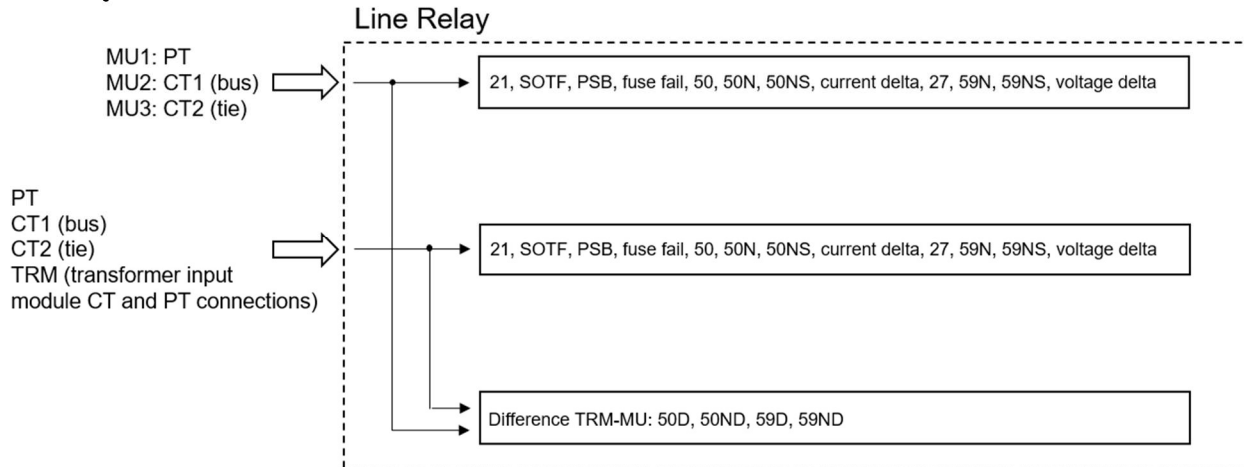 Line Relay
MU1: PT
MU2: CT1 (bus)
MU3: CT2 (tie)
21, SOTF, PSB, fuse fail, 50, 50N, 50NS, current delta, 27, 59N, 59NS, voltage delta
PT
CT1 (bus)
CT2 (tie)
TRM (transformer input
module CT and PT connections)
21, SOTF, PSB, fuse fail, 50, 50N, 50NS, current delta, 27, 59N, 59NS, voltage delta
Difference TRM-MU: 50D, 50ND, 59D, 59ND